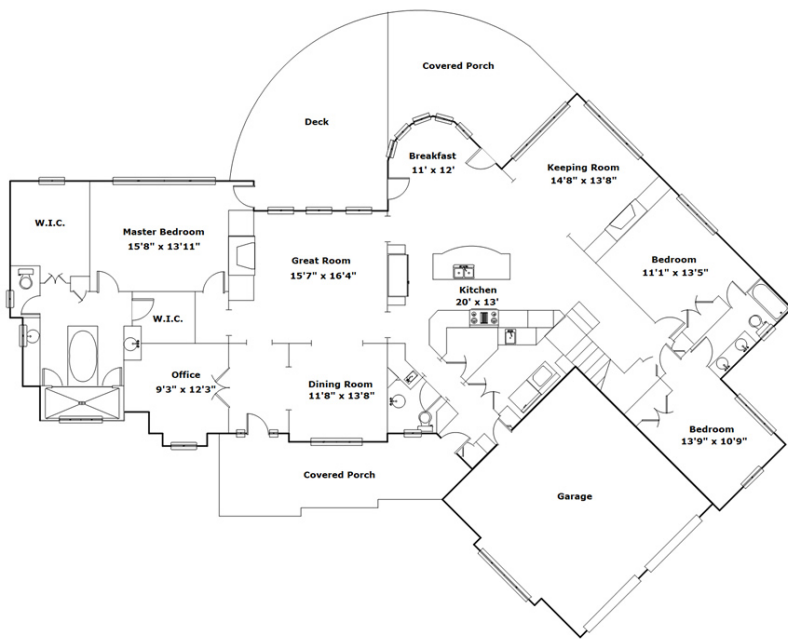 Covered Porch
Deck
Breakfast
11' x 12'
Keeping Room
14'8" x 13'8"
W.I.C.
Master Bedroom
15'8" x 13'11"
Great Room
15'7" x 16'4"
Bedroom
11'1" x 13'5"
Kitchen
20' x 13'
W.I.C.
Office
9'3" x 12'3"
Dining Room
11'8" x 13'8"
Bedroom
13'9" x 10'9"
Covered Porch
Garage